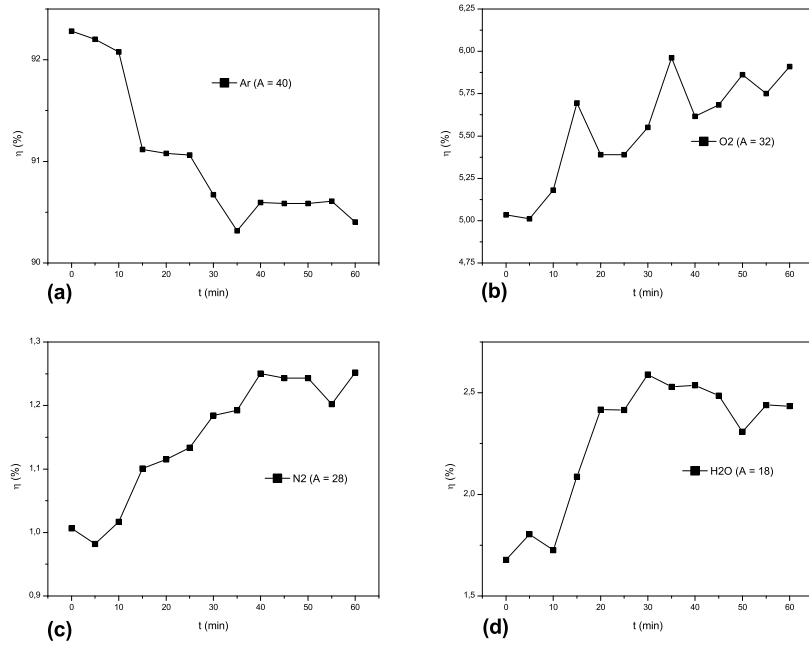 92
91
90
η (%)
Ar (A = 40)
0 10 20 30 40 50 60
t (min)
(a)
6,25
6,00
5,75
5,50
5,25
5,00
4,75
η (%)
O2 (A = 32)
0 10 20 30 40 50 60
t (min)
(b)
1,3
1,2
1,1
1,0
0,9
η (%)
N2 (A = 28)
0 10 20 30 40 50 60
t (min)
(c)
2,5
2,0
1,5
η (%)
H2O (A = 18)
0 10 20 30 40 50 60
t (min)
(d)